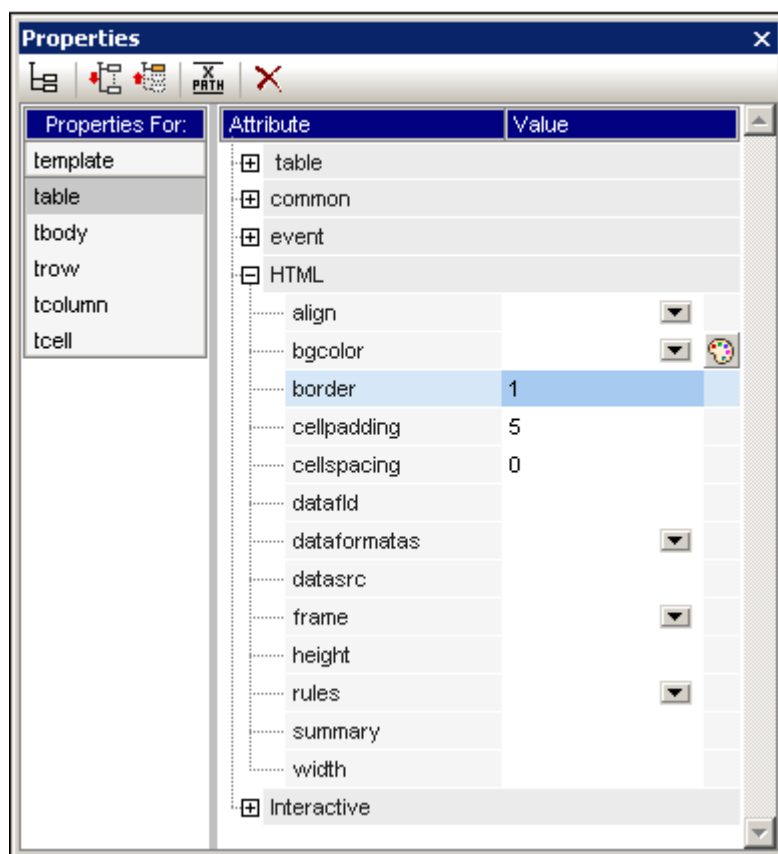 Properties
X
PATH
Properties For:
template
table
tbody
trow
tcolumn
tcell
Attribute Value
table
common
event
HTML
align
bgcolor
border 1
cellpadding 5
cellspacing 0
datafld
dataformatas
datasrc
frame
height
rules
summary
width
Interactive